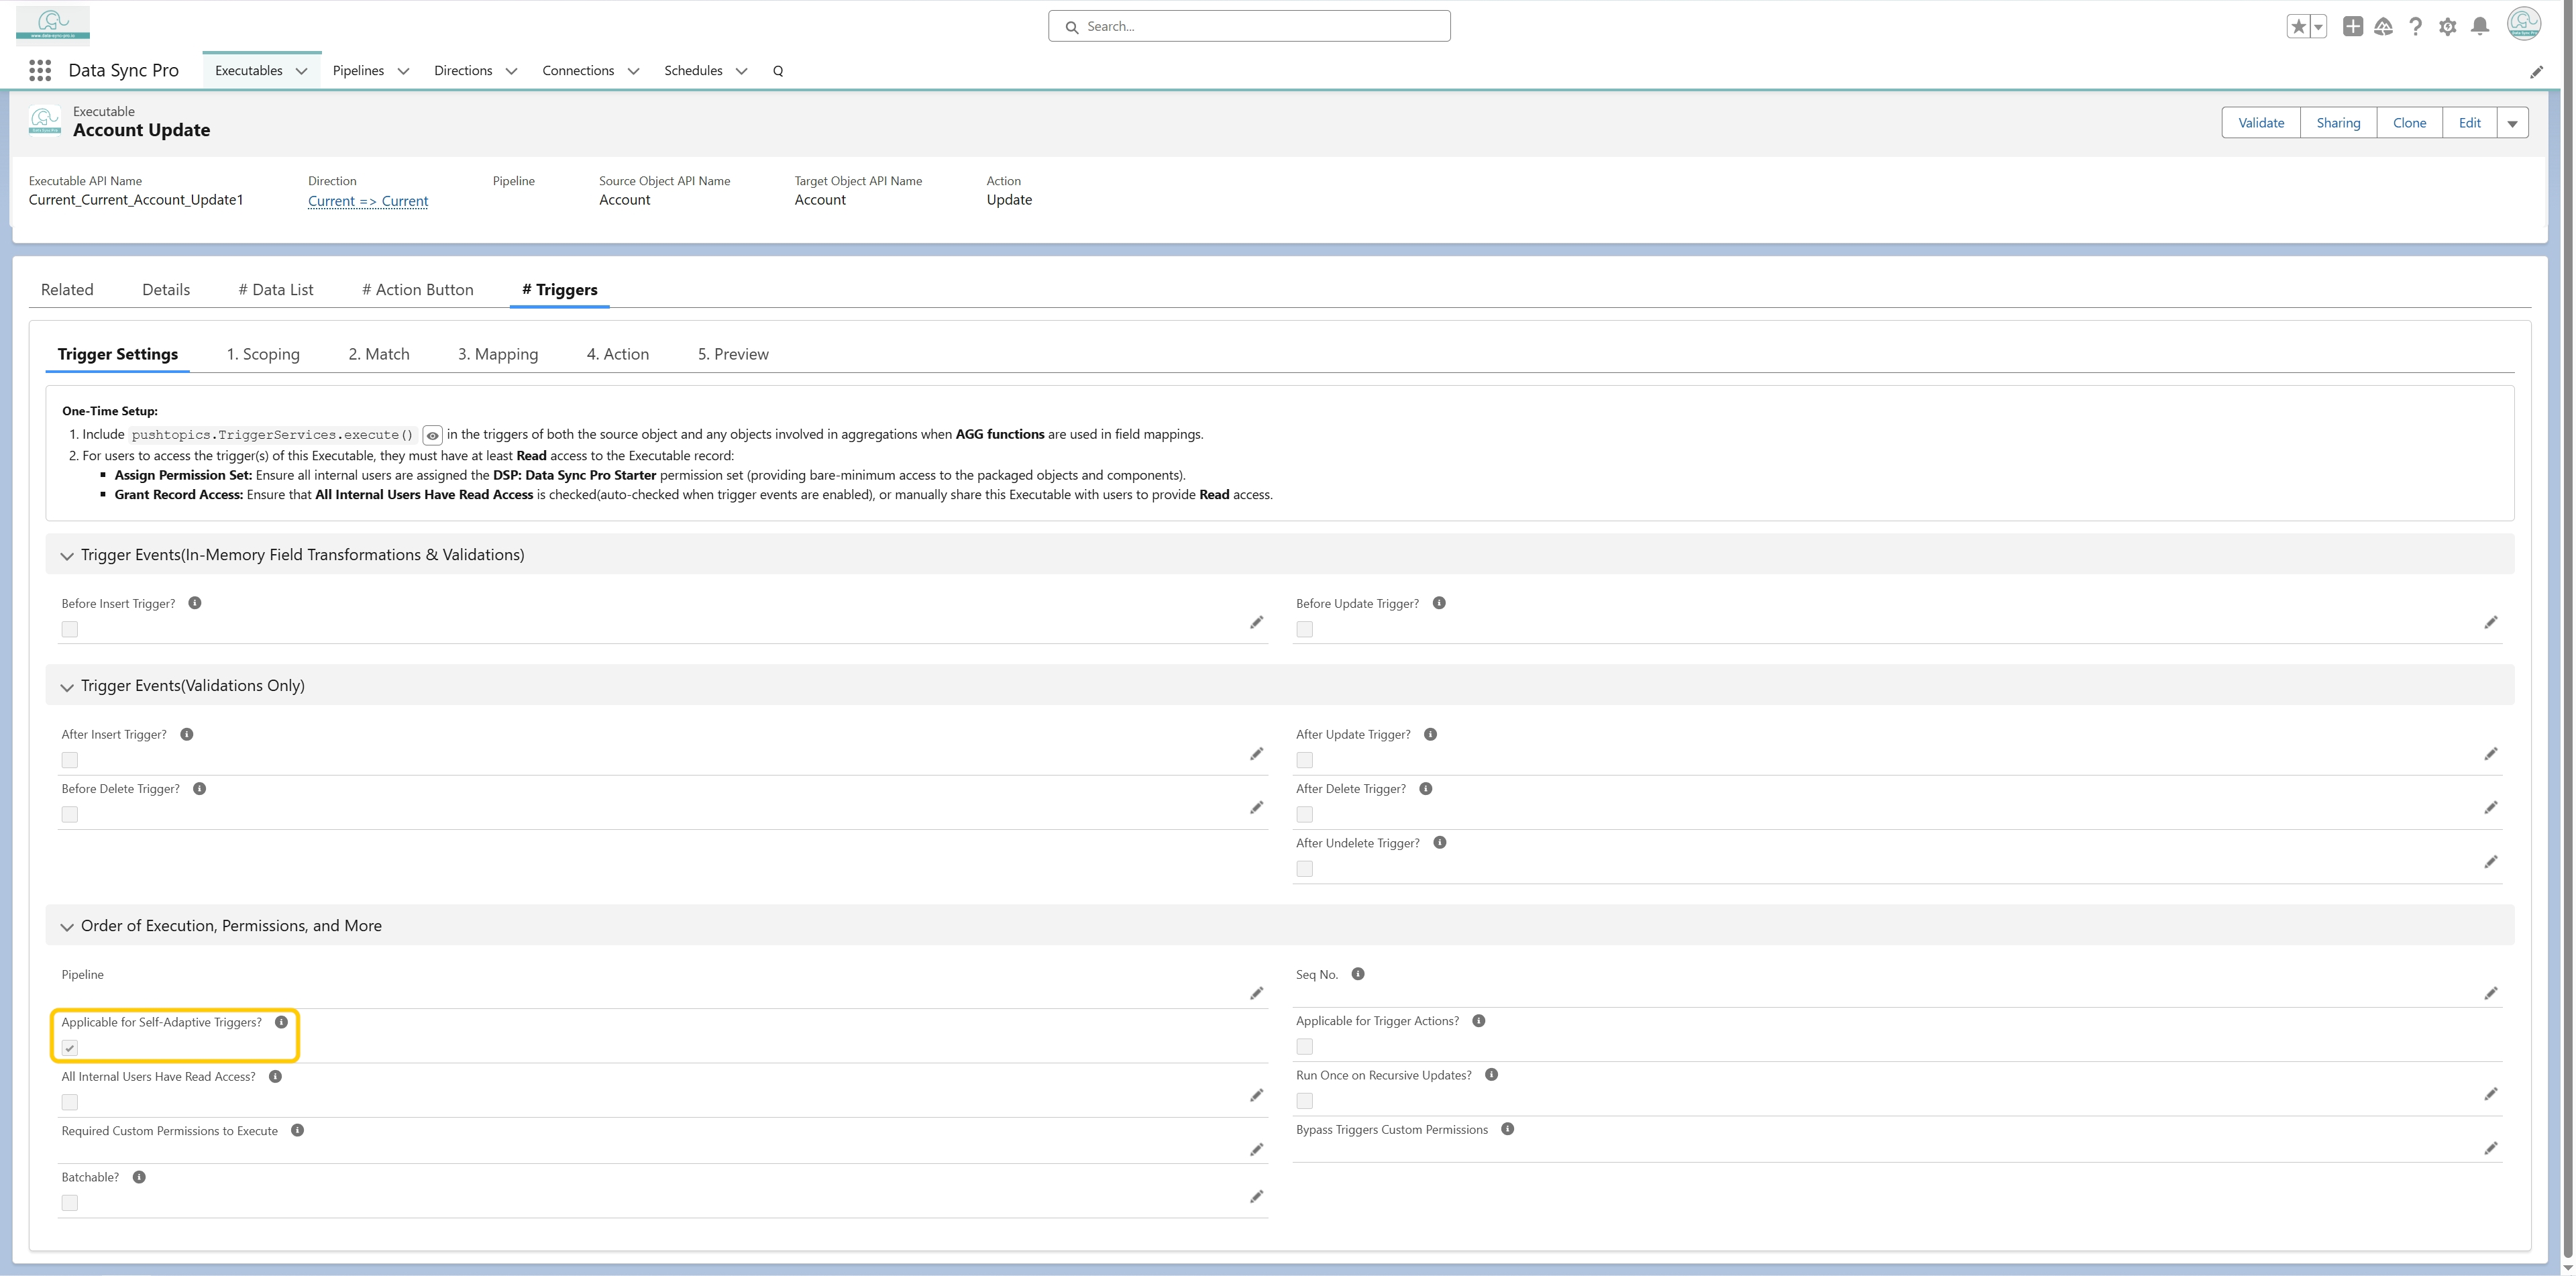 www.data-sync-pro.io
Search...
Data Sync Pro
Executables
Pipelines
Directions
Connections
Schedules
Q
Executable
Account Update
Validate
Sharing
Clone
Edit
Executable API Name
Direction
Pipeline
Source Object API Name
Target Object API Name
Action
Current_Current_Account_Update1
Current => Current
Account
Account
Update
Related
Details
# Data List
# Action Button
# Triggers
Trigger Settings
1. Scoping
2. Match
3. Mapping
4. Action
5. Preview
One-Time Setup:
1. Include pushtopics.TriggerServices.execute() in the triggers of both the source object and any objects involved in aggregations when AGG functions are used in field mappings.
2. For users to access the trigger(s) of this Executable, they must have at least Read access to the Executable record:
▪ Assign Permission Set: Ensure all internal users are assigned the DSP: Data Sync Pro Starter permission set (providing bare-minimum access to the packaged objects and components).
▪ Grant Record Access: Ensure that All Internal Users Have Read Access is checked(auto-checked when trigger events are enabled), or manually share this Executable with users to provide Read access.
Trigger Events(In-Memory Field Transformations & Validations)
Before Insert Trigger?
Before Update Trigger?
Trigger Events(Validations Only)
After Insert Trigger?
After Update Trigger?
Before Delete Trigger?
After Delete Trigger?
After Undelete Trigger?
Order of Execution, Permissions, and More
Pipeline
Seq No.
Applicable for Self-Adaptive Triggers?
Applicable for Trigger Actions?
All Internal Users Have Read Access?
Run Once on Recursive Updates?
Required Custom Permissions to Execute
Bypass Triggers Custom Permissions
Batchable?